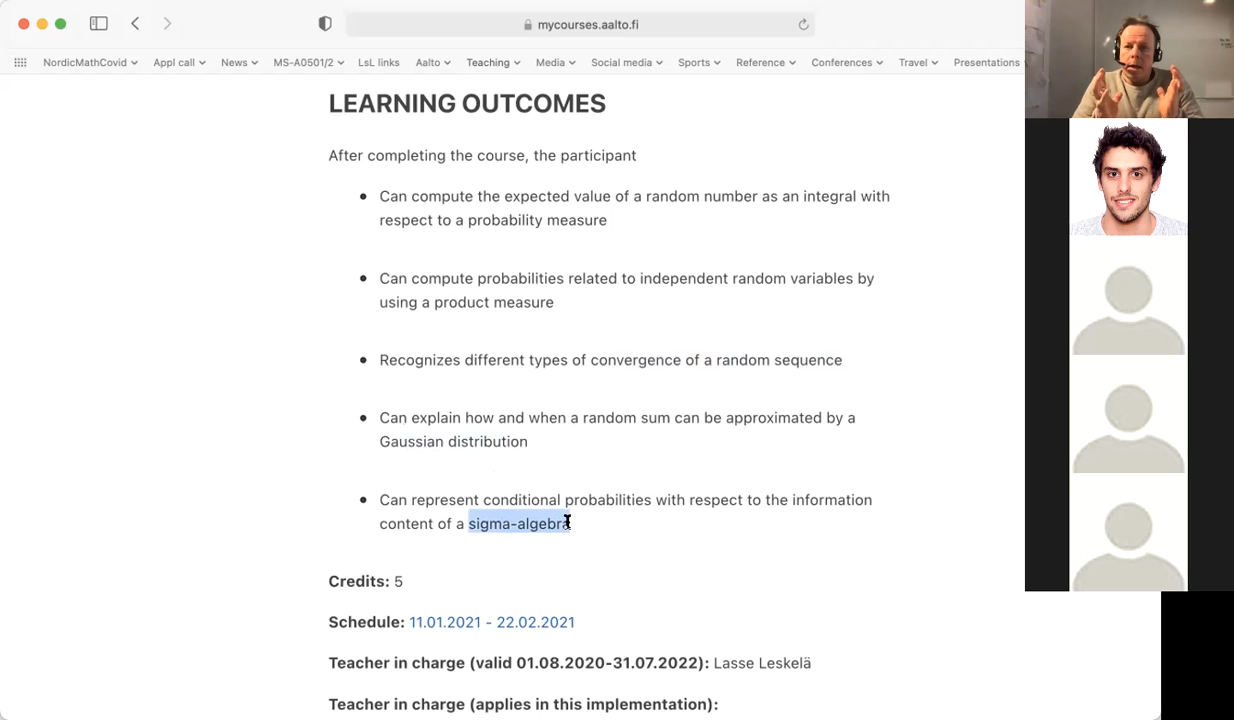 mycourses.aalto.fi
NordicMathCovid Appl call News MS-A0501/2 LsL links Aalto Teaching Media Social media Sports Reference Conferences Travel Presentations
LEARNING OUTCOMES
After completing the course, the participant
Can compute the expected value of a random number as an integral with
respect to a probability measure
Can compute probabilities related to independent random variables by
using a product measure
Recognizes different types of convergence of a random sequence
Can explain how and when a random sum can be approximated by a
Gaussian distribution
Can represent conditional probabilities with respect to the information
content of a sigma-algebra
Credits: 5
Schedule: 11.01.2021 - 22.02.2021
Teacher in charge (valid 01.08.2020-31.07.2022): Lasse Leskelä
Teacher in charge (applies in this implementation):